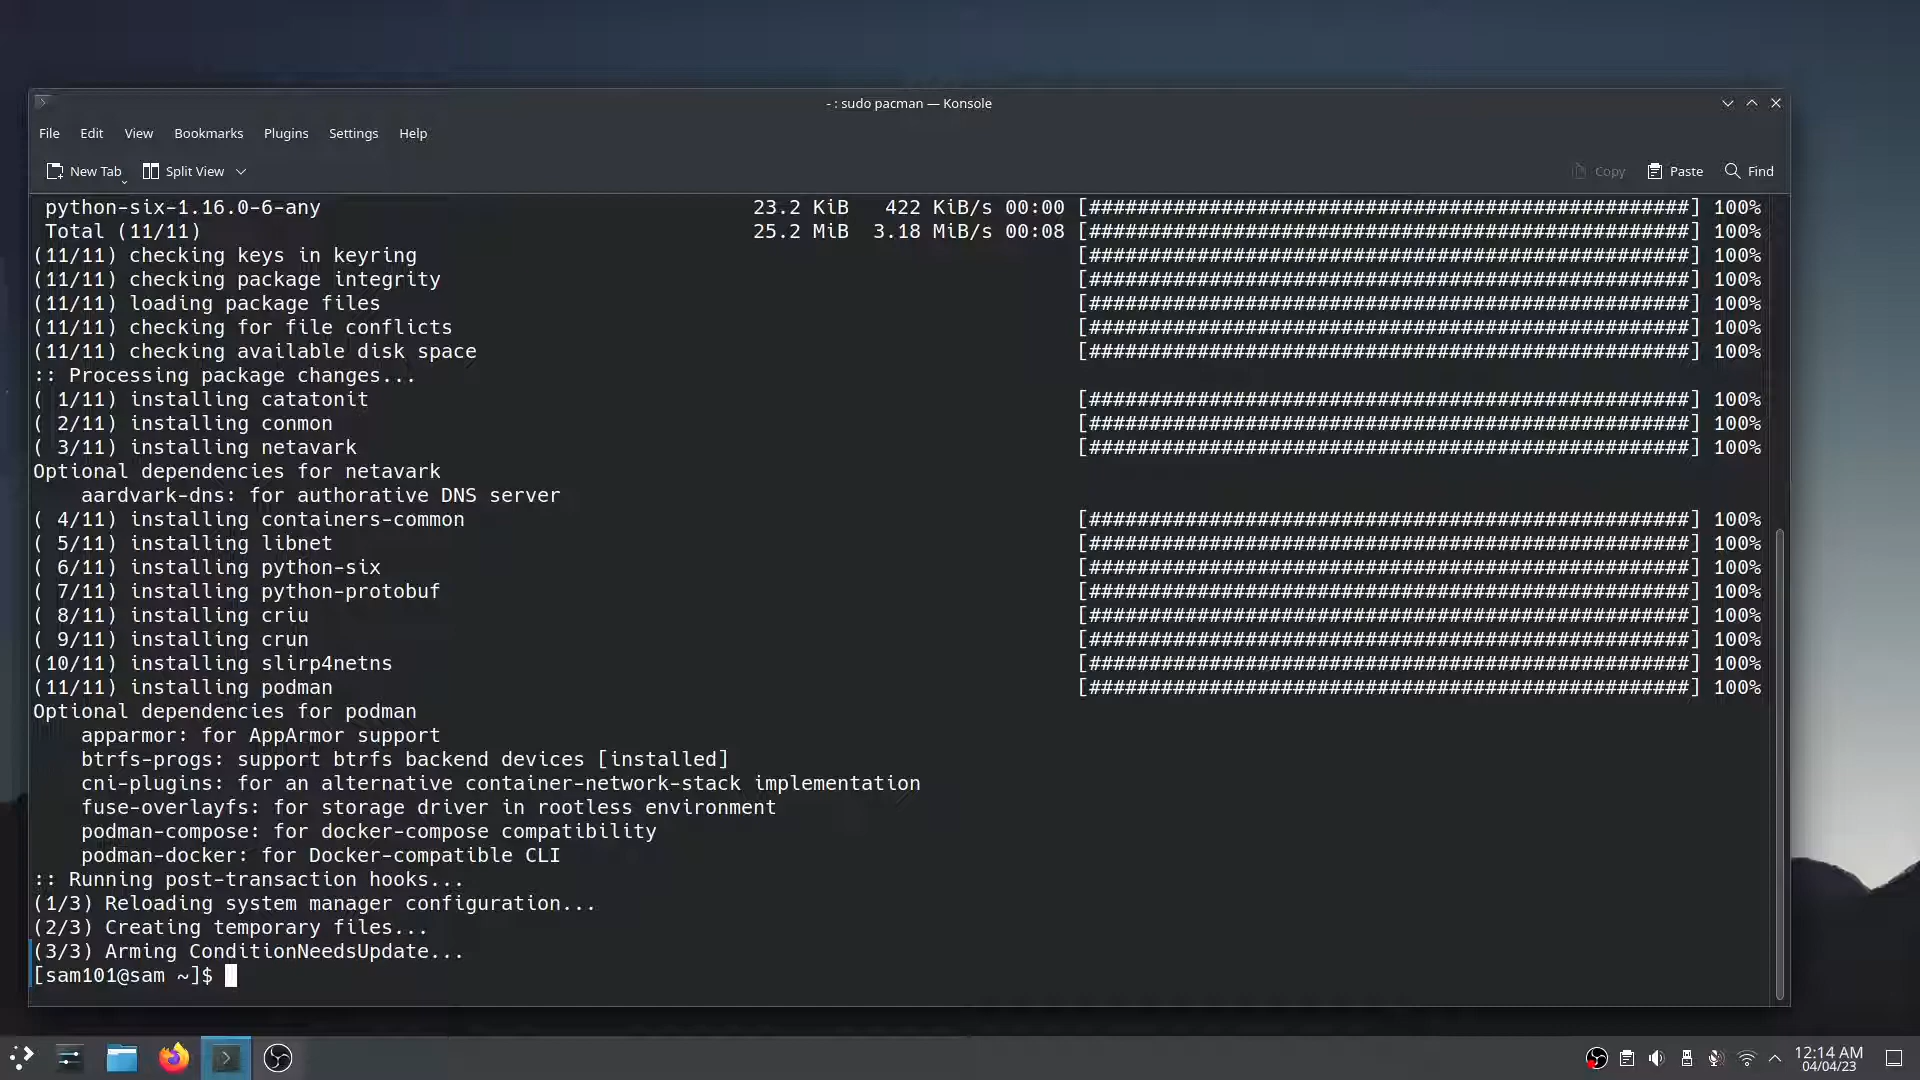 - : sudo pacman — Konsole
File Edit View Bookmarks Plugins Settings Help
New Tab Split View Copy Paste Find
python-six-1.16.0-6-any 23.2 KiB 422 KiB/s 00:00 [##################################################] 100%
Total (11/11) 25.2 MiB 3.18 MiB/s 00:08 [##################################################] 100%
(11/11) checking keys in keyring [##################################################] 100%
(11/11) checking package integrity [##################################################] 100%
(11/11) loading package files [##################################################] 100%
(11/11) checking for file conflicts [##################################################] 100%
(11/11) checking available disk space [##################################################] 100%
:: Processing package changes...
( 1/11) installing catatonit [##################################################] 100%
( 2/11) installing conmon [##################################################] 100%
( 3/11) installing netavark [##################################################] 100%
Optional dependencies for netavark
aardvark-dns: for authorative DNS server
( 4/11) installing containers-common [##################################################] 100%
( 5/11) installing libnet [##################################################] 100%
( 6/11) installing python-six [##################################################] 100%
( 7/11) installing python-protobuf [##################################################] 100%
( 8/11) installing criu [##################################################] 100%
( 9/11) installing crun [##################################################] 100%
(10/11) installing slirp4netns [##################################################] 100%
(11/11) installing podman [##################################################] 100%
Optional dependencies for podman
apparmor: for AppArmor support
btrfs-progs: support btrfs backend devices [installed]
cni-plugins: for an alternative container-network-stack implementation
fuse-overlayfs: for storage driver in rootless environment
podman-compose: for docker-compose compatibility
podman-docker: for Docker-compatible CLI
:: Running post-transaction hooks...
(1/3) Reloading system manager configuration...
(2/3) Creating temporary files...
(3/3) Arming ConditionNeedsUpdate...
[sam101@sam ~]$
12:14 AM
04/04/23